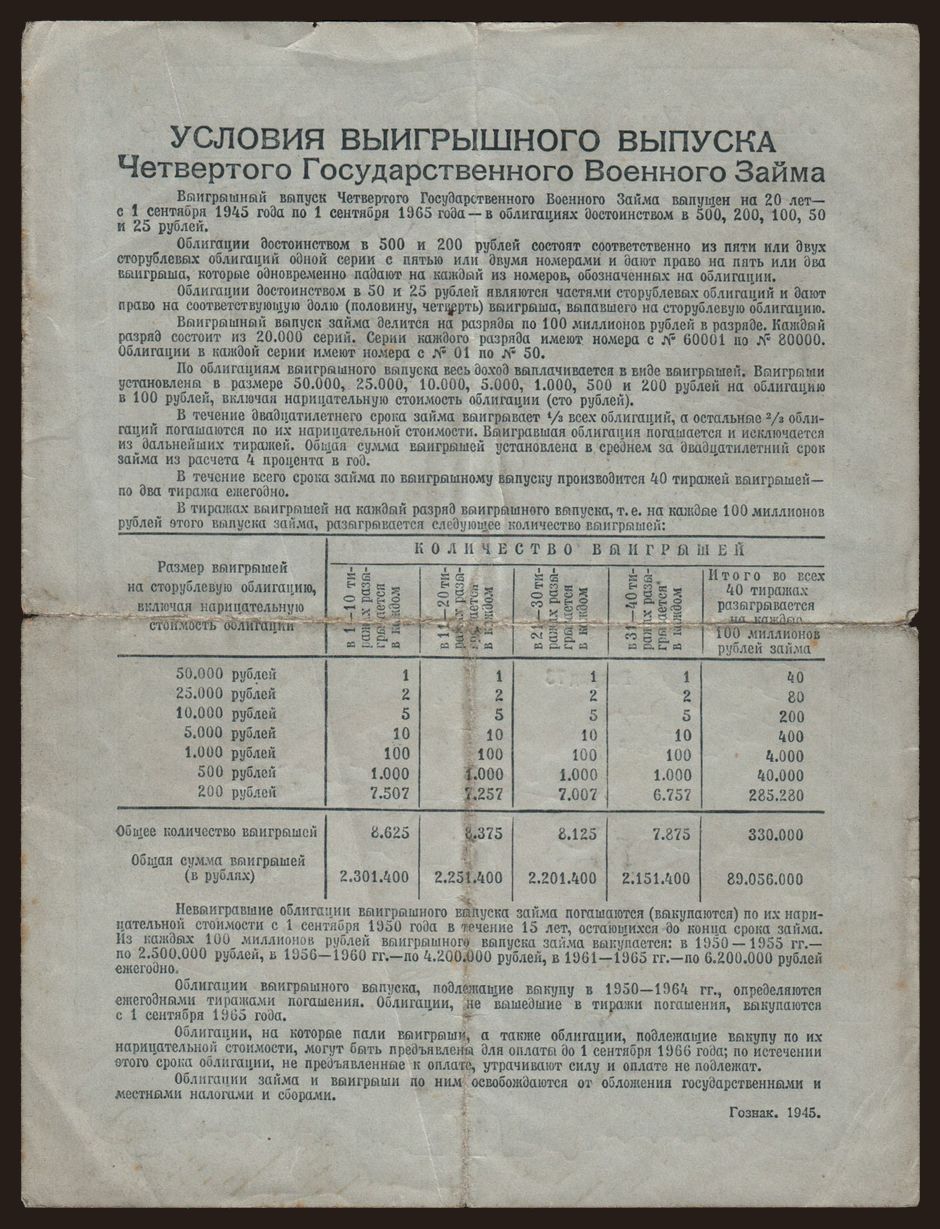 УСЛОВИЯ ВЫИГРЫШНОГО ВЫПУСКА
Четвертого Государственного Военного Займа
Выигрышный выпуск Четвертого Государственного Военного Займа выпущен на 20 лет—
с 1 сентября 1945 года по 1 сентября 1965 года—в облигациях достоинством в 500, 200, 100, 50
и 25 рублей.
Облигации достоинством в 500 и 200 рублей состоят соответственно из пяти или двух
сторублевых облигаций одной серии с пятью или двумя номерами и дают право на пять или два
выигрыша, которые одновременно падают на каждый из номеров, обозначенных на облигации.
Облигации достоинством в 50 и 25 рублей являются частями сторублевых облигаций и дают
право на соответствующую долю (половину, четверть) выигрыша, выпавшего на сторублевую облигацию.
Выигрышный выпуск займа делится на разряды по 100 миллионов рублей в разряде. Каждый
разряд состоит из 20.000 серий. Серии каждого разряда имеют номера с № 60001 по № 80000.
Облигации в каждой серии имеют номера с № 01 по № 50.
По облигациям выигрышного выпуска весь доход выплачивается в виде выигрышей. Выигрыши
установлены в размере 50.000, 25.000, 10.000, 5.000, 1.000, 500 и 200 рублей на облигацию
в 100 рублей, включая нарицательную стоимость облигации (сто рублей).
В течение двадцатилетнего срока займа выигрывает ⅓ всех облигаций, а остальные ⅔ обли-
гаций погашаются по их нарицательной стоимости. Выигравшая облигация погашается и исключается
из дальнейших тиражей. Общая сумма выигрышей установлена в среднем за двадцатилетний срок
займа из расчета 4 процента в год.
В течение всего срока займа по выигрышному выпуску производится 40 тиражей выигрышей—
по два тиража ежегодно.
В тиражах выигрышей на каждый разряд выигрышного выпуска, т. е. на каждые 100 миллионов
рублей этого выпуска займа, разыгрывается следующее количество выигрышей:
Размер выигрышей
на сторублевую облигацию,
включая нарицательную
стоимость облигации
КОЛИЧЕСТВО ВЫИГРЫШЕЙ
в 1—10 ти-
ражах разы-
грывается
в каждом
в 11—20 ти-
ражах разы-
грывается
в каждом
в 21—30 ти-
ражах разы-
грывается
в каждом
в 31—40 ти-
ражах разы-
грывается
в каждом
Итого во всех
40 тиражах
разыгрывается
на каждые
100 миллионов
рублей займа
50.000 рублей 1 1 1 1 40
25.000 рублей 2 2 2 2 80
10.000 рублей 5 5 5 5 200
5.000 рублей 10 10 10 10 400
1.000 рублей 100 100 100 100 4.000
500 рублей 1.000 1.000 1.000 1.000 40.000
200 рублей 7.507 7.257 7.007 6.757 285.280
Общее количество выигрышей 8.625 8.375 8.125 7.875 330.000
Общая сумма выигрышей
(в рублях) 2.301.400 2.251.400 2.201.400 2.151.400 89.056.000
Невыигравшие облигации выигрышного выпуска займа погашаются (выкупаются) по их нари-
цательной стоимости с 1 сентября 1950 года в течение 15 лет, остающихся до конца срока займа.
Из каждых 100 миллионов рублей выигрышного выпуска займа выкупается: в 1950—1955 гг.—
по 2.500.000 рублей, в 1956—1960 гг.—по 4.200.000 рублей, в 1961—1965 гг.—по 6.200.000 рублей
ежегодно.
Облигации выигрышного выпуска, подлежащие выкупу в 1950—1964 гг., определяются
ежегодными тиражами погашения. Облигации, не вышедшие в тиражи погашения, выкупаются
с 1 сентября 1965 года.
Облигации, на которые пали выигрыши, а также облигации, подлежащие выкупу по их
нарицательной стоимости, могут быть предъявлены для оплаты до 1 сентября 1966 года; по истечении
этого срока облигации, не предъявленные к оплате, утрачивают силу и оплате не подлежат.
Облигации займа и выигрыши по ним освобождаются от обложения государственными и
местными налогами и сборами.
Гознак. 1945.